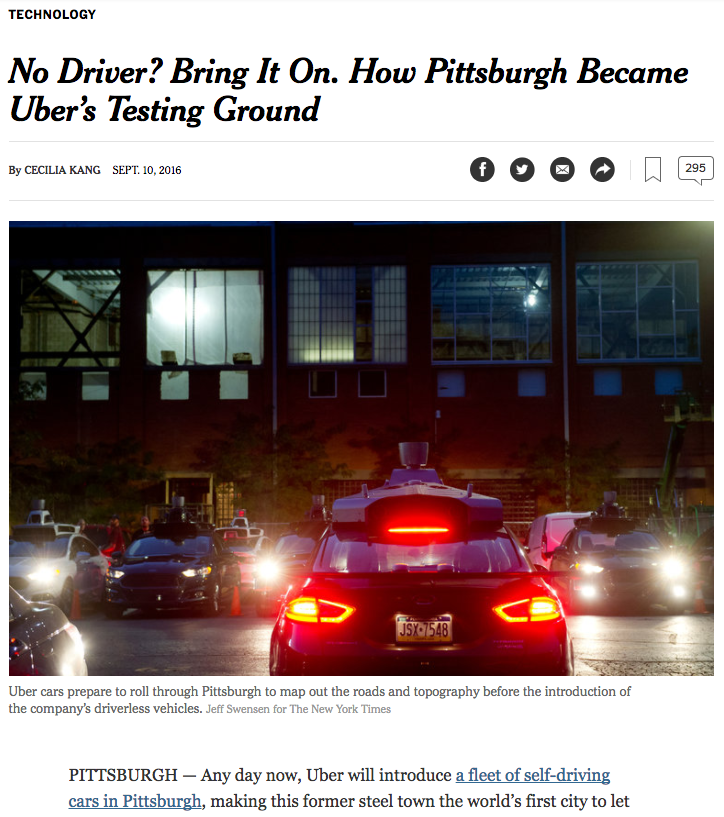 TECHNOLOGY
No Driver? Bring It On. How Pittsburgh Became
Uber’s Testing Ground
By CECILIA KANG SEPT. 10, 2016
295
JSX·7548
Uber cars prepare to roll through Pittsburgh to map out the roads and topography before the introduction of
the company’s driverless vehicles. Jeff Swensen for The New York Times
PITTSBURGH — Any day now, Uber will introduce a fleet of self-driving
cars in Pittsburgh, making this former steel town the world’s first city to let